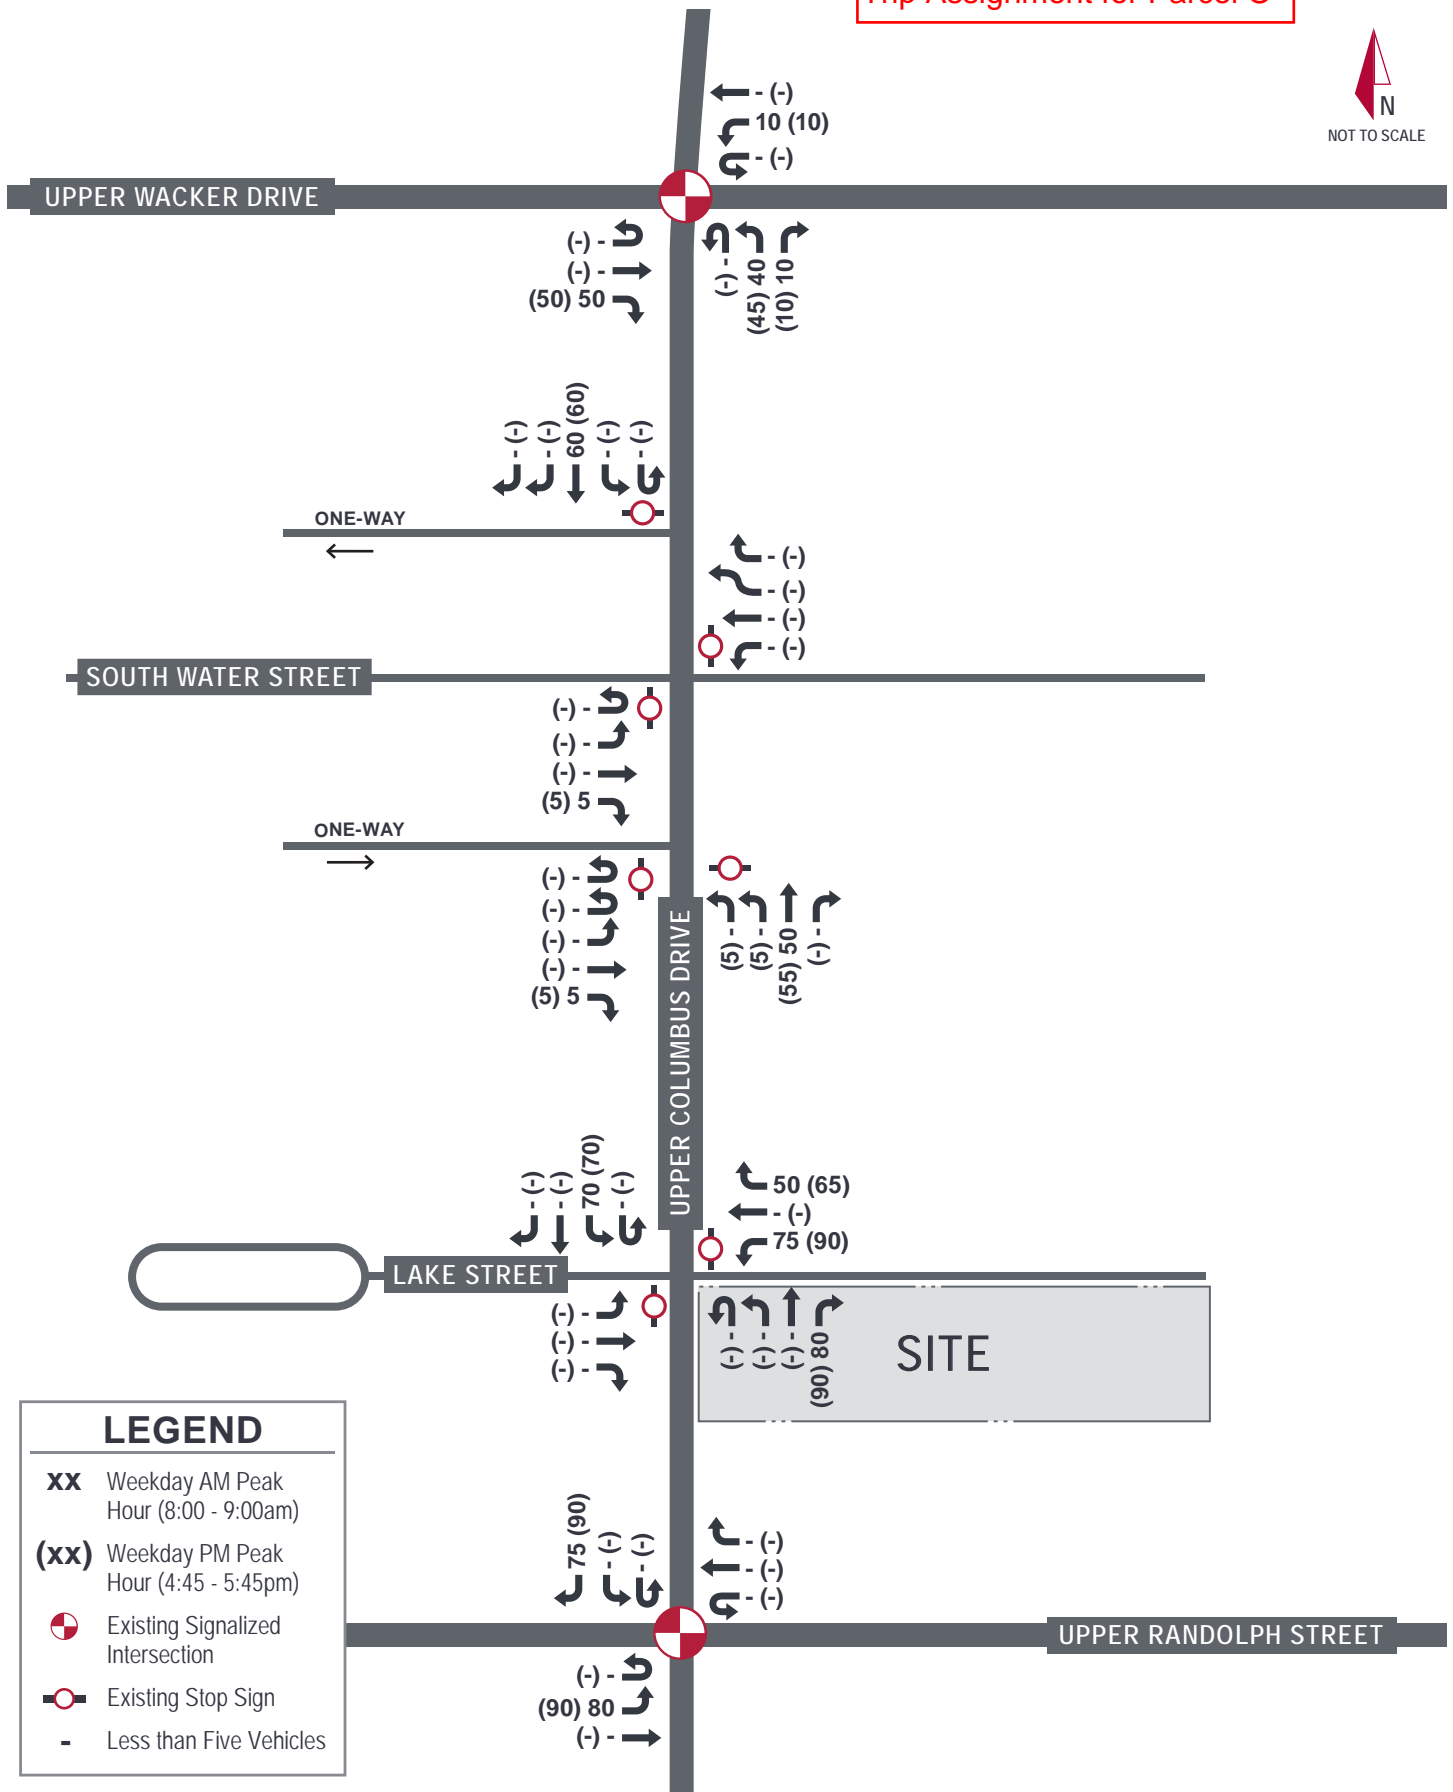 N
NOT TO SCALE
- (-)
10 (10)
- (-)
UPPER WACKER DRIVE
(-) -
(-) -
(50) 50
(-) -
(45) 40
(10) 10
- (-)
- (-)
60 (60)
- (-)
- (-)
ONE-WAY
- (-)
- (-)
- (-)
- (-)
SOUTH WATER STREET
(-) -
(-) -
(-) -
(5) 5
ONE-WAY
(-) -
(-) -
(-) -
(-) -
(5) 5
(5) -
(5) -
(55) 50
(-) -
UPPER COLUMBUS DRIVE
- (-)
- (-)
70 (70)
- (-)
50 (65)
- (-)
75 (90)
LAKE STREET
(-) -
(-) -
(-) -
(-) -
(-) -
(-) -
(90) 80
SITE
LEGEND
XX Weekday AM Peak
Hour (8:00 - 9:00am)
(XX) Weekday PM Peak
Hour (4:45 - 5:45pm)
Existing Signalized
Intersection
Existing Stop Sign
- Less than Five Vehicles
75 (90)
- (-)
- (-)
- (-)
- (-)
- (-)
UPPER RANDOLPH STREET
(-) -
(90) 80
(-) -